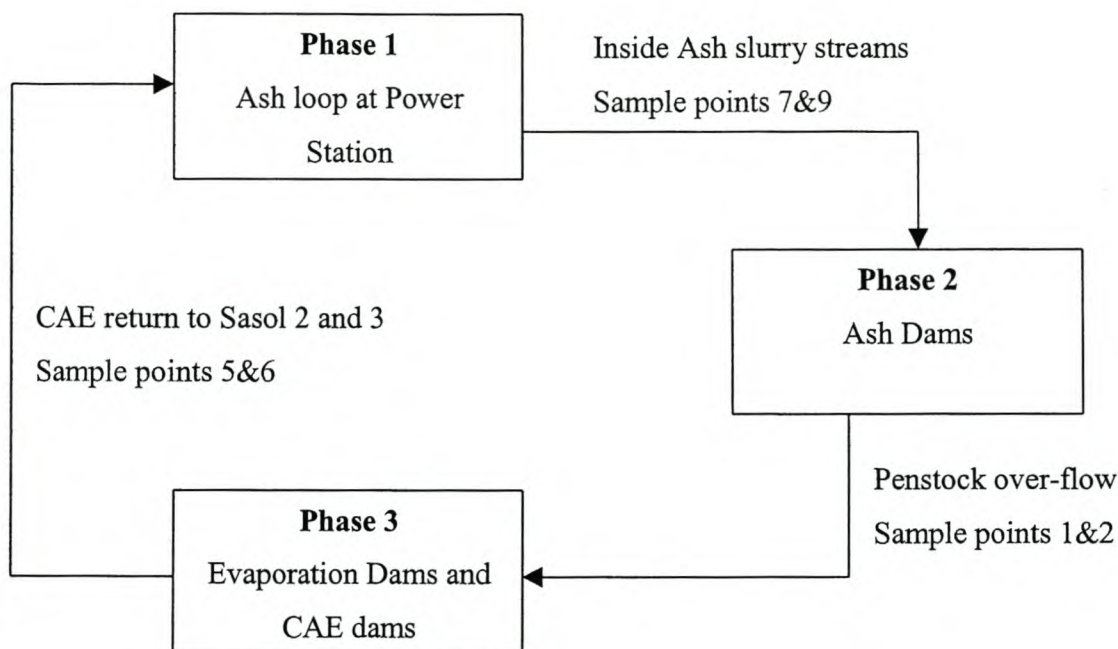 Phase 1
Ash loop at Power
Station
Inside Ash slurry streams
Sample points 7&9
Phase 2
Ash Dams
Penstock over-flow
Sample points 1&2
Phase 3
Evaporation Dams and
CAE dams
CAE return to Sasol 2 and 3
Sample points 5&6